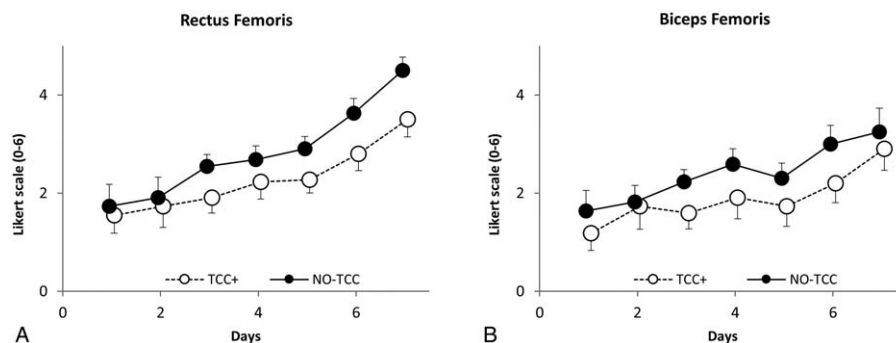 Rectus Femoris
Likert scale (0-6)
4
2
0
TCC+ NO-TCC
0 2 4 6
Days
A
Biceps Femoris
Likert scale (0-6)
4
2
0
TCC+ NO-TCC
0 2 4 6
Days
B